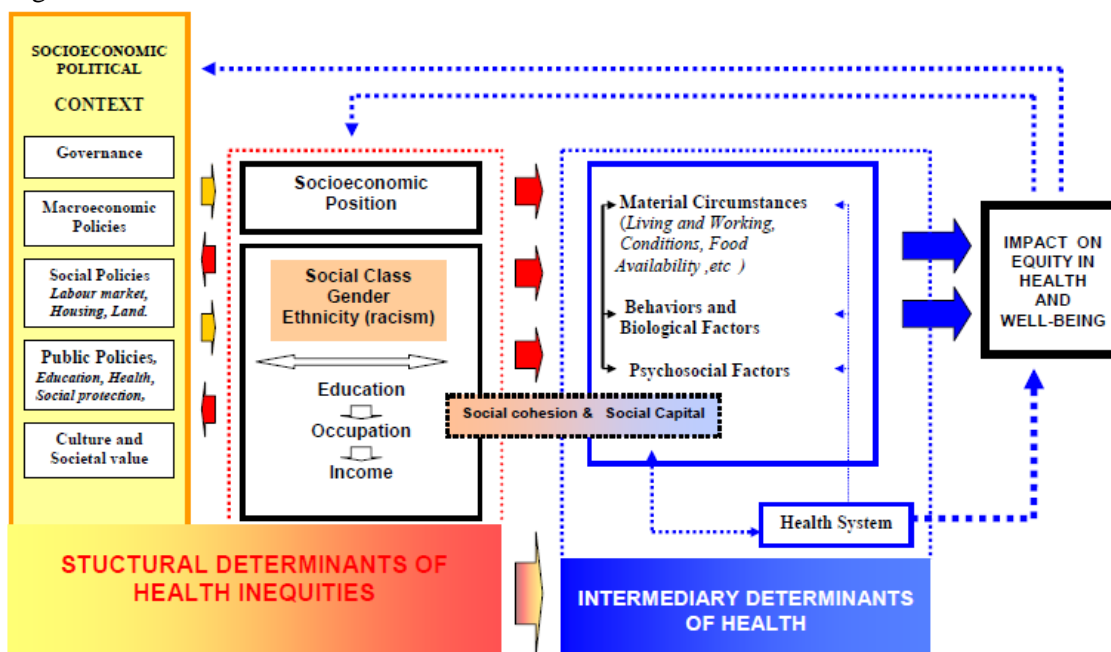 SOCIOECONOMIC
POLITICAL
CONTEXT
Governance
Macroeconomic
Policies
Social Policies
Labour market,
Housing, Land.
Public Policies,
Education, Health,
Social protection,
Culture and
Societal value
Socioeconomic
Position
Social Class
Gender
Ethnicity (racism)
Education
Occupation
Income
Social cohesion & Social Capital
Material Circumstances
(Living and Working,
Conditions, Food
Availability ,etc )
Behaviors and
Biological Factors
Psychosocial Factors
Health System
IMPACT ON
EQUITY IN
HEALTH
AND
WELL-BEING
STUCTURAL DETERMINANTS OF
HEALTH INEQUITIES
INTERMEDIARY DETERMINANTS
OF HEALTH